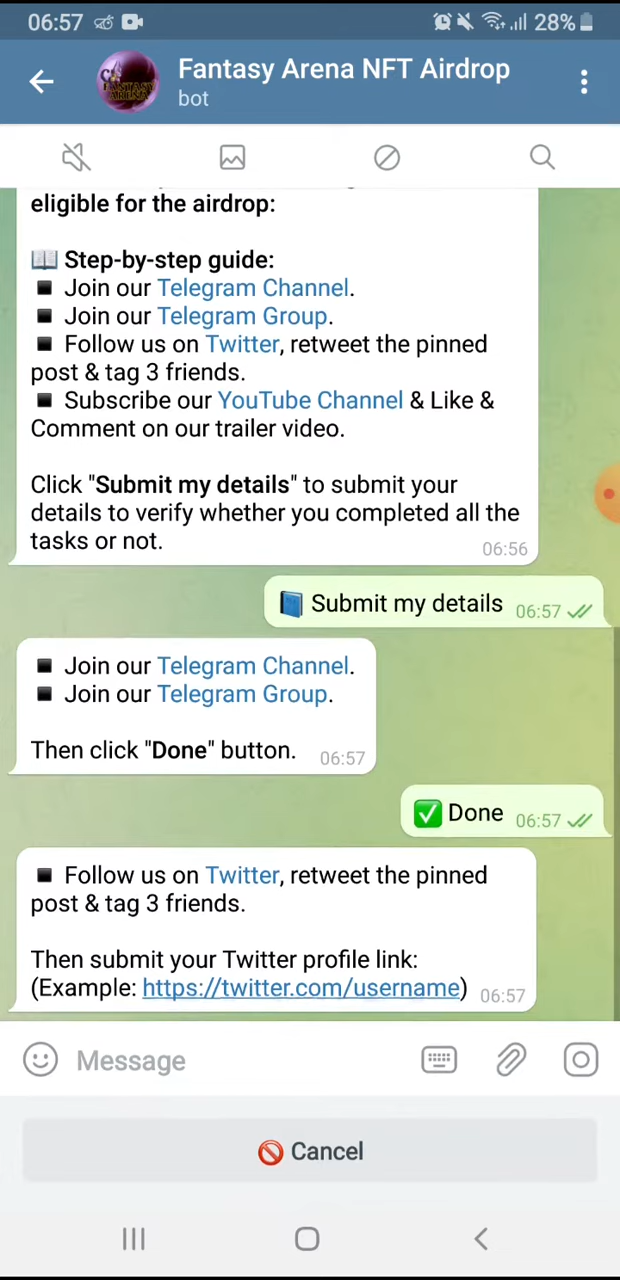 06:57
28%
Fantasy Arena NFT Airdrop
bot
eligible for the airdrop:
📖 Step-by-step guide:
▪️ Join our Telegram Channel.
▪️ Join our Telegram Group.
▪️ Follow us on Twitter, retweet the pinned
post & tag 3 friends.
▪️ Subscribe our YouTube Channel & Like &
Comment on our trailer video.
Click "Submit my details" to submit your
details to verify whether you completed all the
tasks or not.
06:56
📘 Submit my details 06:57
▪️ Join our Telegram Channel.
▪️ Join our Telegram Group.
Then click "Done" button. 06:57
✅ Done 06:57
▪️ Follow us on Twitter, retweet the pinned
post & tag 3 friends.
Then submit your Twitter profile link:
(Example: https://twitter.com/username) 06:57
Message
🚫 Cancel